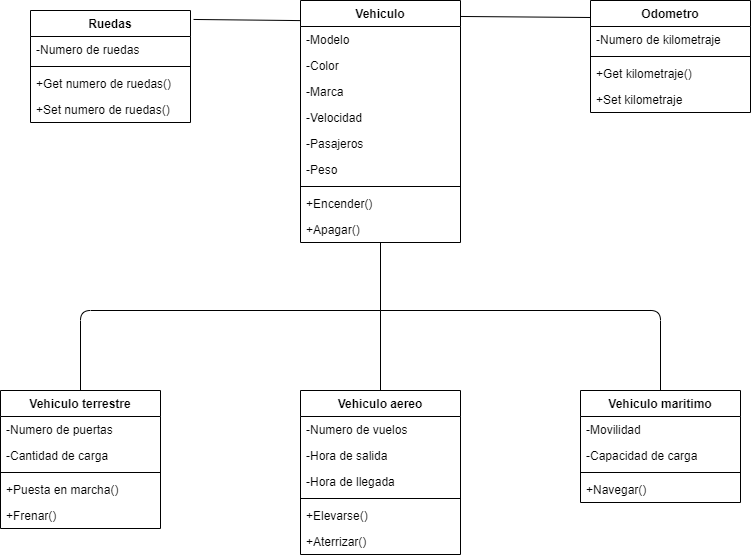 Ruedas
-Numero de ruedas
+Get numero de ruedas()
+Set numero de ruedas()
Vehiculo
-Modelo
-Color
-Marca
-Velocidad
-Pasajeros
-Peso
+Encender()
+Apagar()
Odometro
-Numero de kilometraje
+Get kilometraje()
+Set kilometraje
Vehiculo terrestre
-Numero de puertas
-Cantidad de carga
+Puesta en marcha()
+Frenar()
Vehiculo aereo
-Numero de vuelos
-Hora de salida
-Hora de llegada
+Elevarse()
+Aterrizar()
Vehiculo maritimo
-Movilidad
-Capacidad de carga
+Navegar()